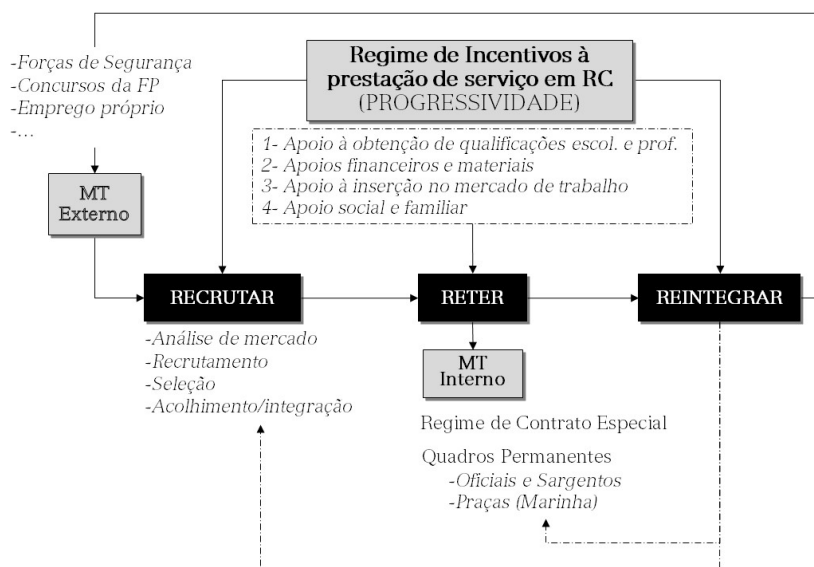 -Forças de Segurança
-Concursos da FP
-Emprego próprio
-...
Regime de Incentivos à
prestação de serviço em RC
(PROGRESSIVIDADE)
1- Apoio à obtenção de qualificações escol. e prof.
2- Apoios financeiros e materiais
3- Apoio à inserção no mercado de trabalho
4- Apoio social e familiar
MT
Externo
RECRUTAR
RETER
REINTEGRAR
-Análise de mercado
-Recrutamento
-Seleção
-Acolhimento/integração
MT
Interno
Regime de Contrato Especial
Quadros Permanentes
-Oficiais e Sargentos
-Praças (Marinha)